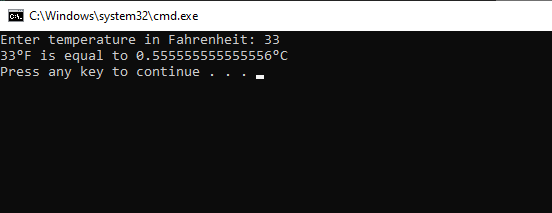 C:\Windows\system32\cmd.exe
Enter temperature in Fahrenheit: 33
33°F is equal to 0.555555555555556°C
Press any key to continue . . .